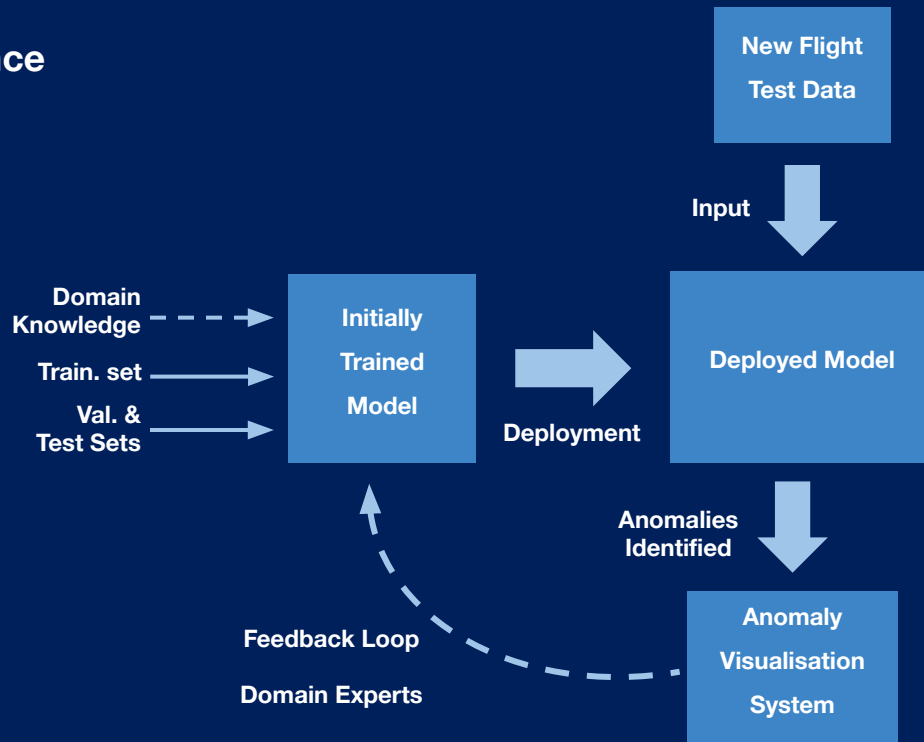 New Flight
Test Data
Input
Domain
Knowledge
Train. set
Val. &
Test Sets
Initially
Trained
Model
Deployment
Deployed Model
Anomalies
Identified
Anomaly
Visualisation
System
Feedback Loop
Domain Experts